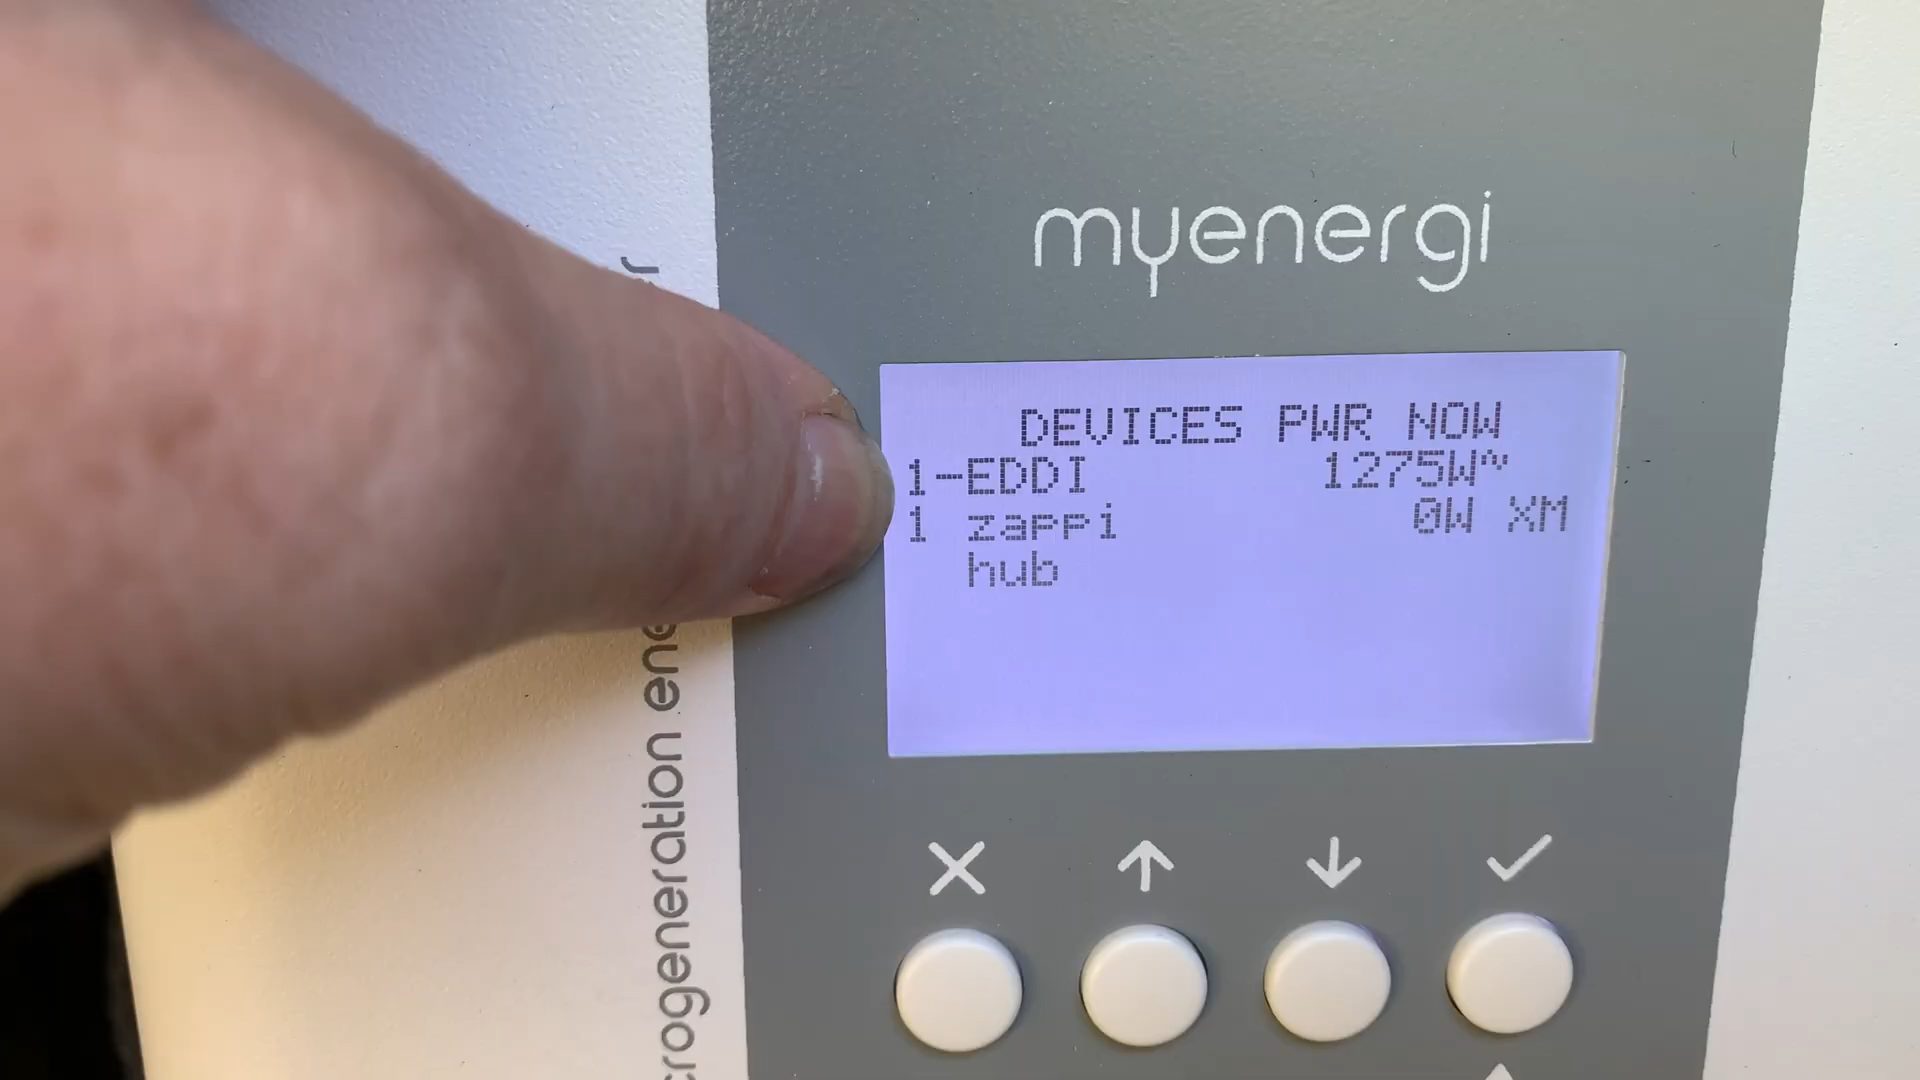 myenergi
DEVICES PWR NOW
1-EDDI 1275W~
1 zappi 0W XM
hub
crogeneration ene